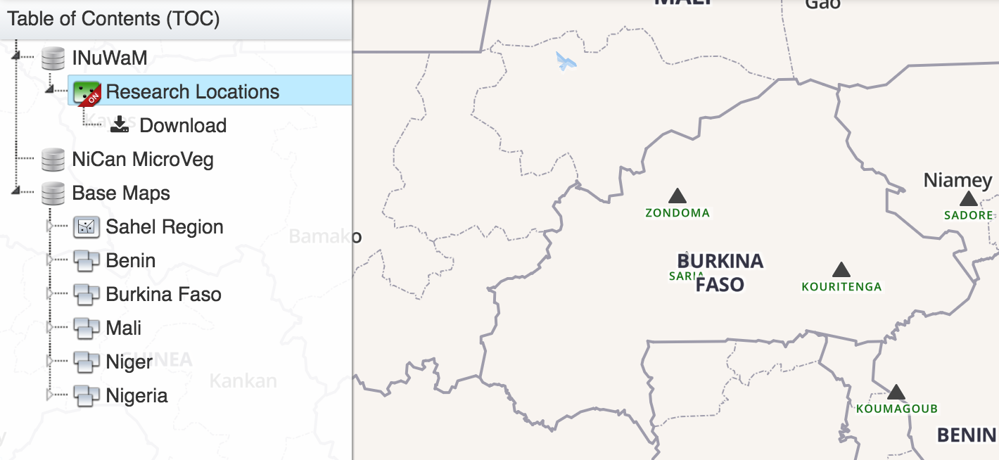 Table of Contents (TOC)
INuWaM
Research Locations
ON
Download
NiCan MicroVeg
Base Maps
Sahel Region
Benin
Burkina Faso
Mali
Niger
Nigeria
Kayes
Bamako
GUINEA
Kankan
MALI
Gao
Niamey
SADORE
ZONDOMA
BURKINA
SARIA
FASO
KOURITENGA
KOUMAGOUB
BENIN